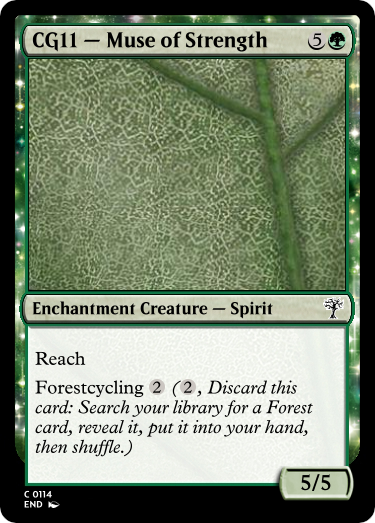 CG11 — Muse of Strength 5
Enchantment Creature — Spirit
Reach
Forestcycling 2 (2, Discard this
card: Search your library for a Forest
card, reveal it, put it into your hand,
then shuffle.)
5/5
C 0114
END